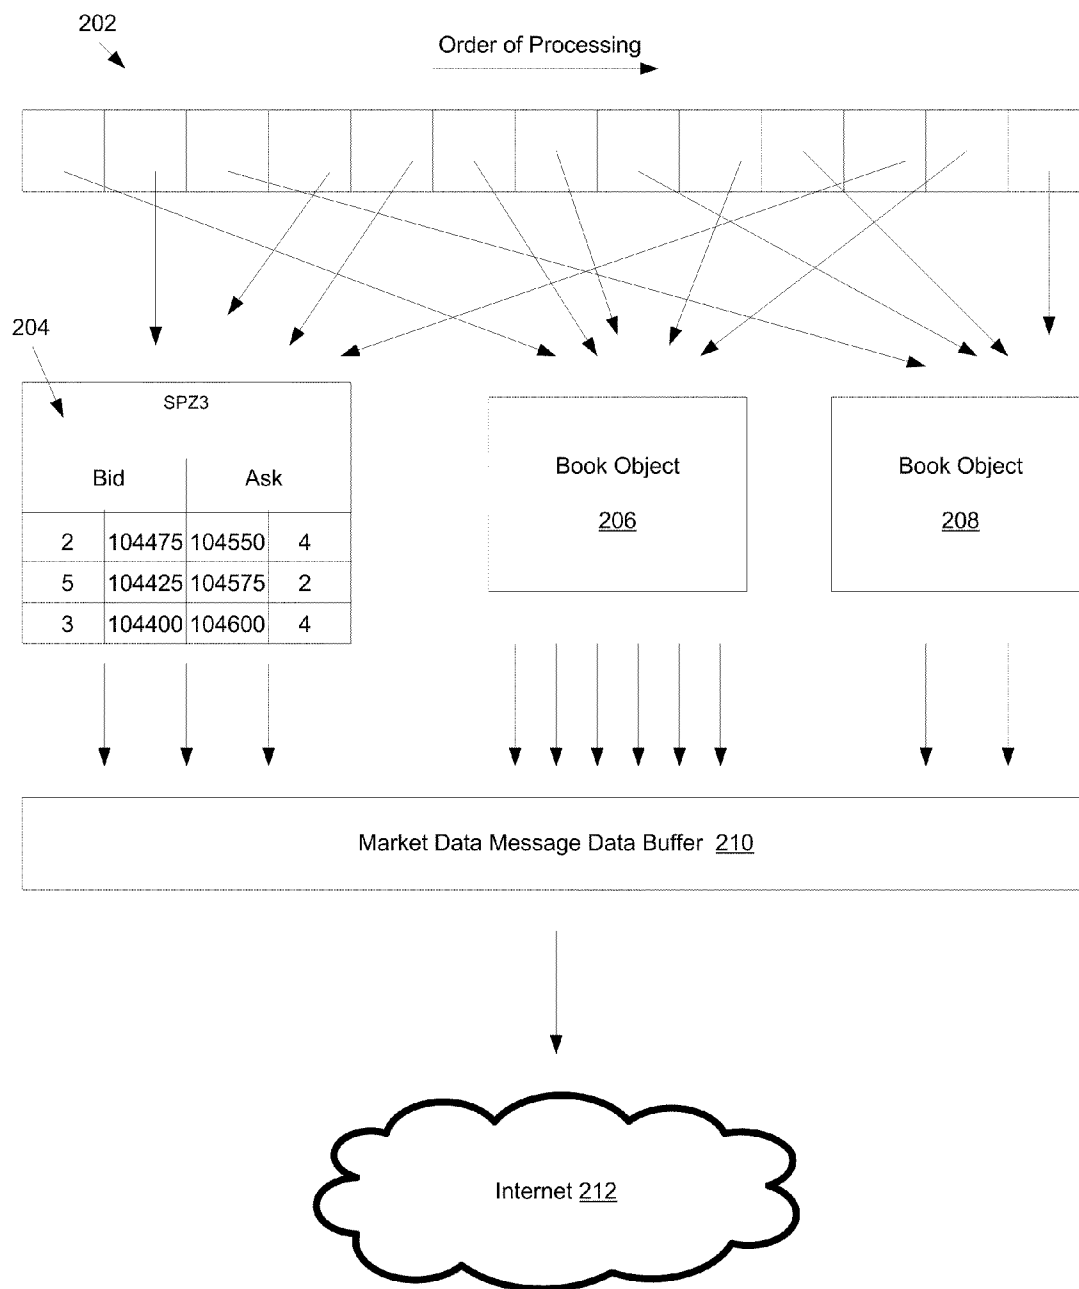 202
Order of Processing
204
SPZ3
Bid Ask
2 104475 104550 4
5 104425 104575 2
3 104400 104600 4
Book Object
206
Book Object
208
Market Data Message Data Buffer 210
Internet 212